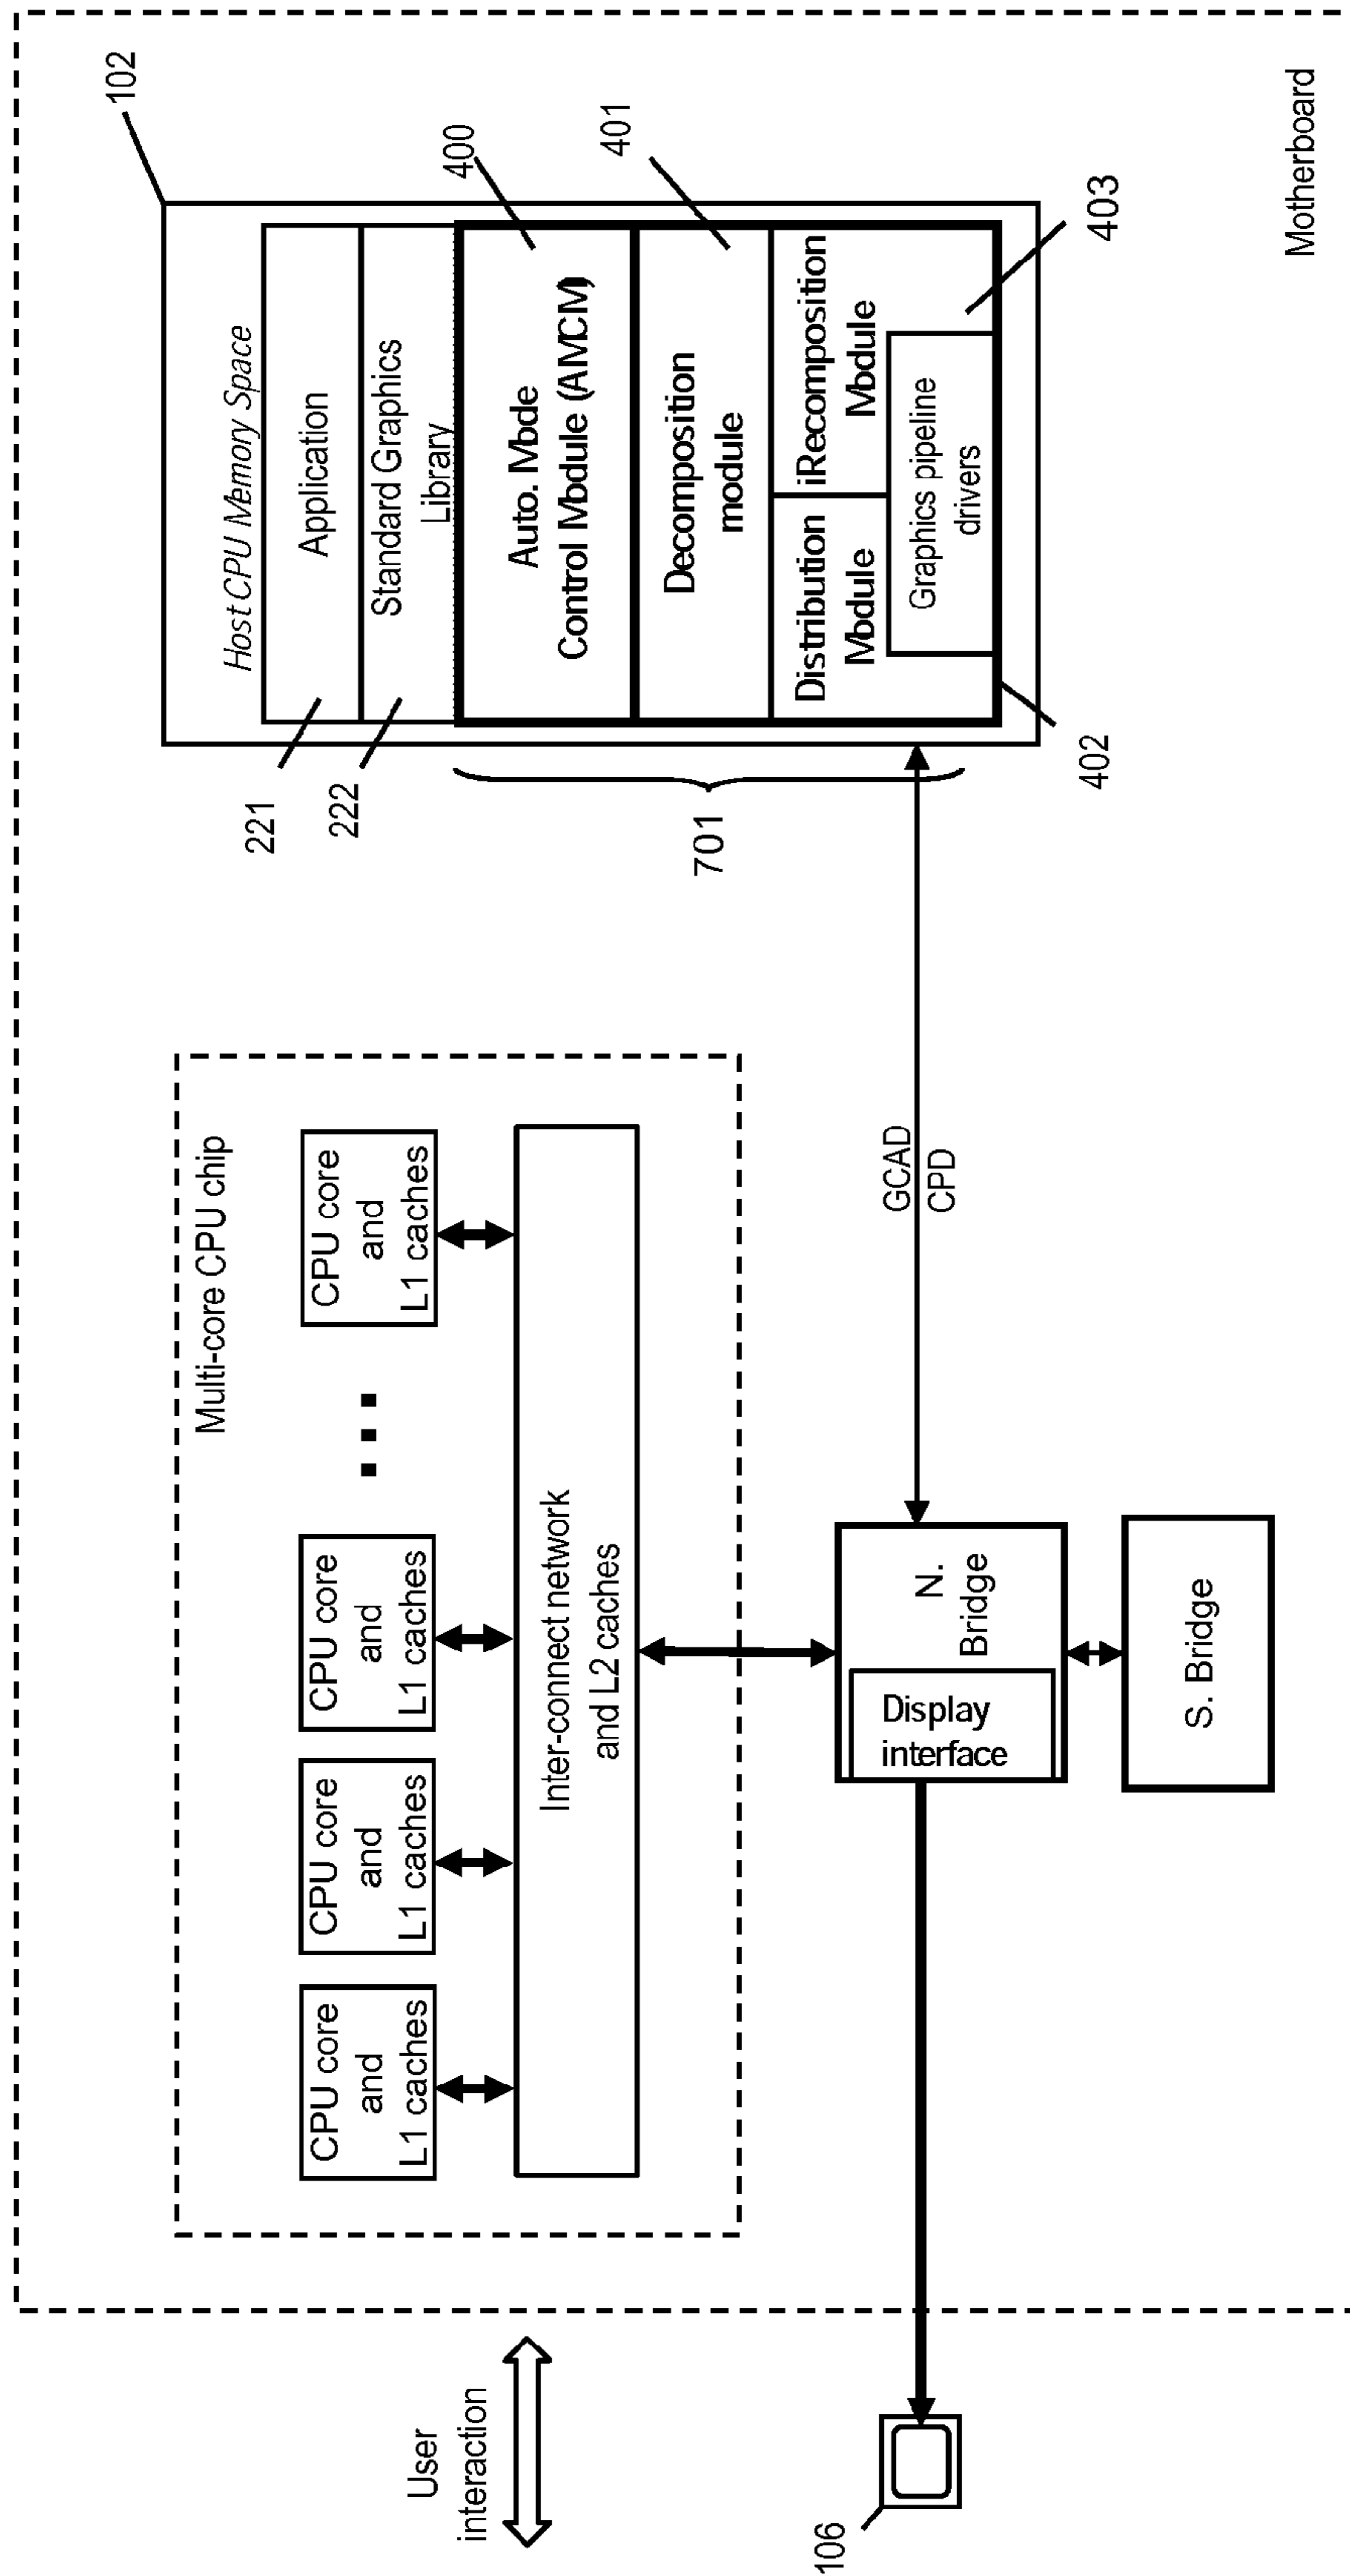 User
interaction
106
Multi-core CPU chip
CPU core
and
L1 caches
CPU core
and
L1 caches
CPU core
and
L1 caches
CPU core
and
L1 caches
Inter-connect network
and L2 caches
N.
Bridge
Display
interface
S. Bridge
GCAD
CPD
102
Host CPU Memory Space
Application
221
Standard Graphics
Library
222
Auto. Mode
Control Module (AMCM)
400
Decomposition
module
401
Distribution
Module
iRecomposition
Module
Graphics pipeline
drivers
701
402
403
Motherboard